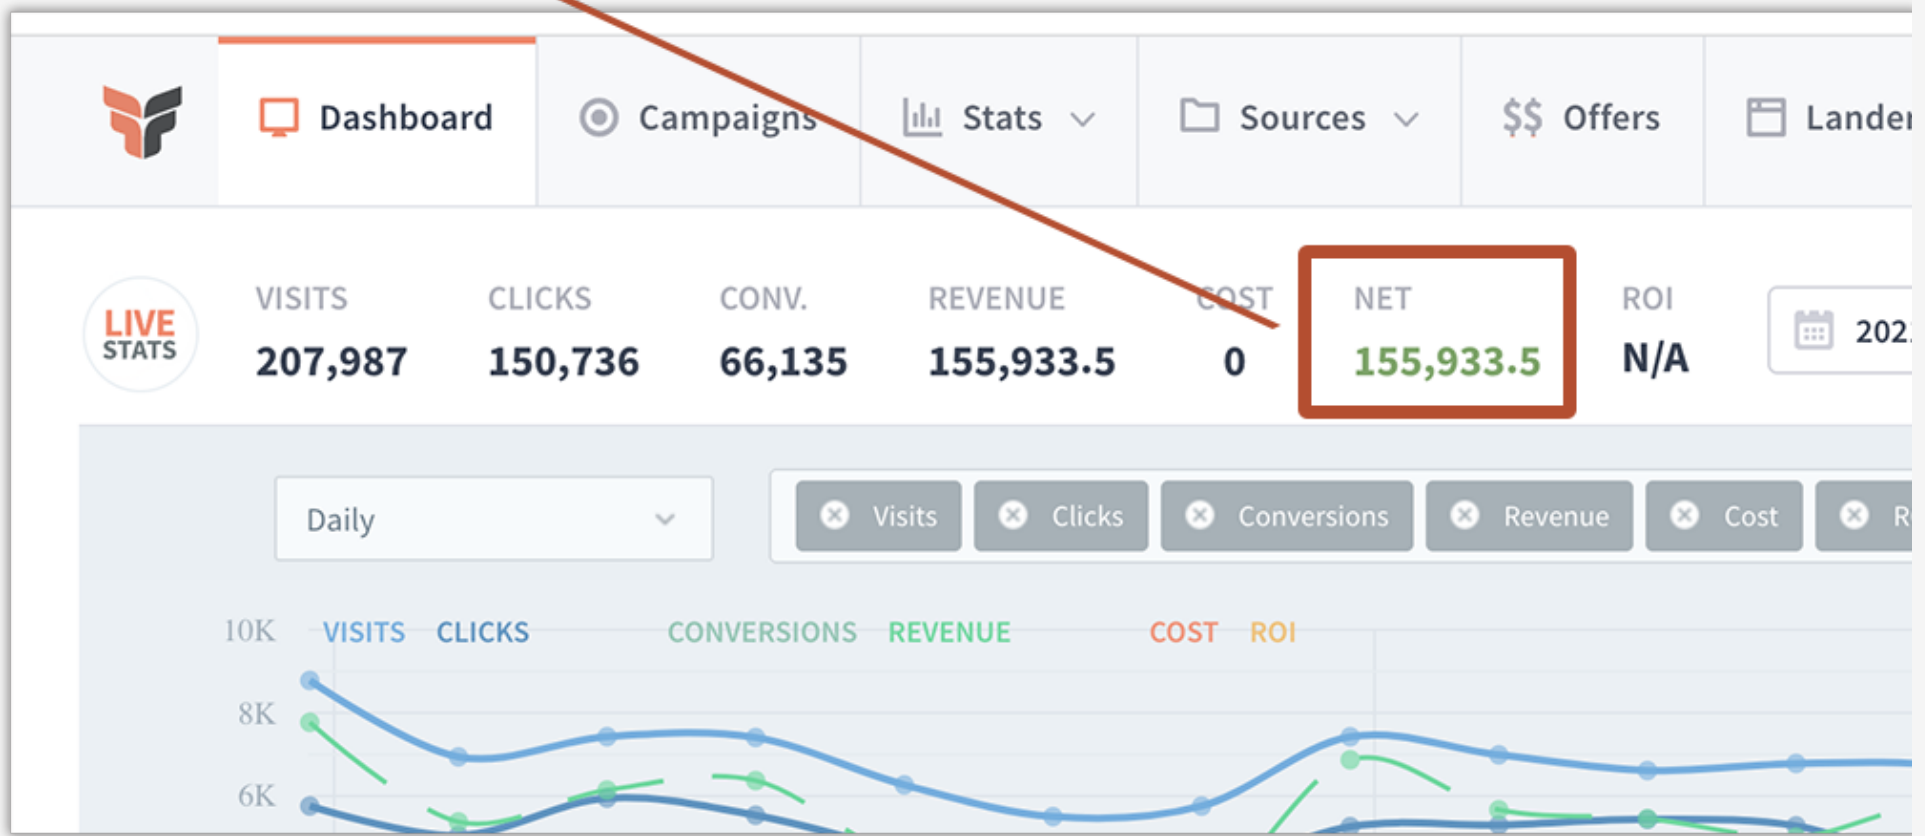 Dashboard Campaigns Stats Sources $$ Offers Lander
LIVE STATS
VISITS CLICKS CONV. REVENUE COST NET ROI
207,987 150,736 66,135 155,933.5 0 155,933.5 N/A 202
Daily Visits Clicks Conversions Revenue Cost R
10K VISITS CLICKS CONVERSIONS REVENUE COST ROI
8K
6K